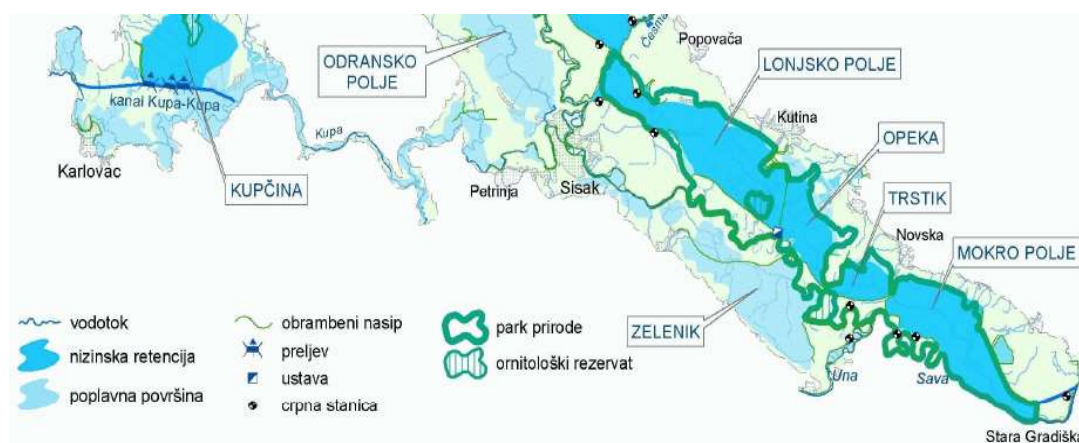 ODRANSKO
POLJE
Česma
Popovača
LONJSKO POLJE
kanal Kupa-Kupa
Kupa
Kutina
OPEKA
Karlovac
KUPČINA
Petrinja
Sisak
TRSTIK
Novska
MOKRO POLJE
ZELENIK
Una
Sava
Stara Gradiška
vodotok
nizinska retencija
poplavna površina
obrambeni nasip
preljev
ustava
crpna stanica
park prirode
ornitološki rezervat